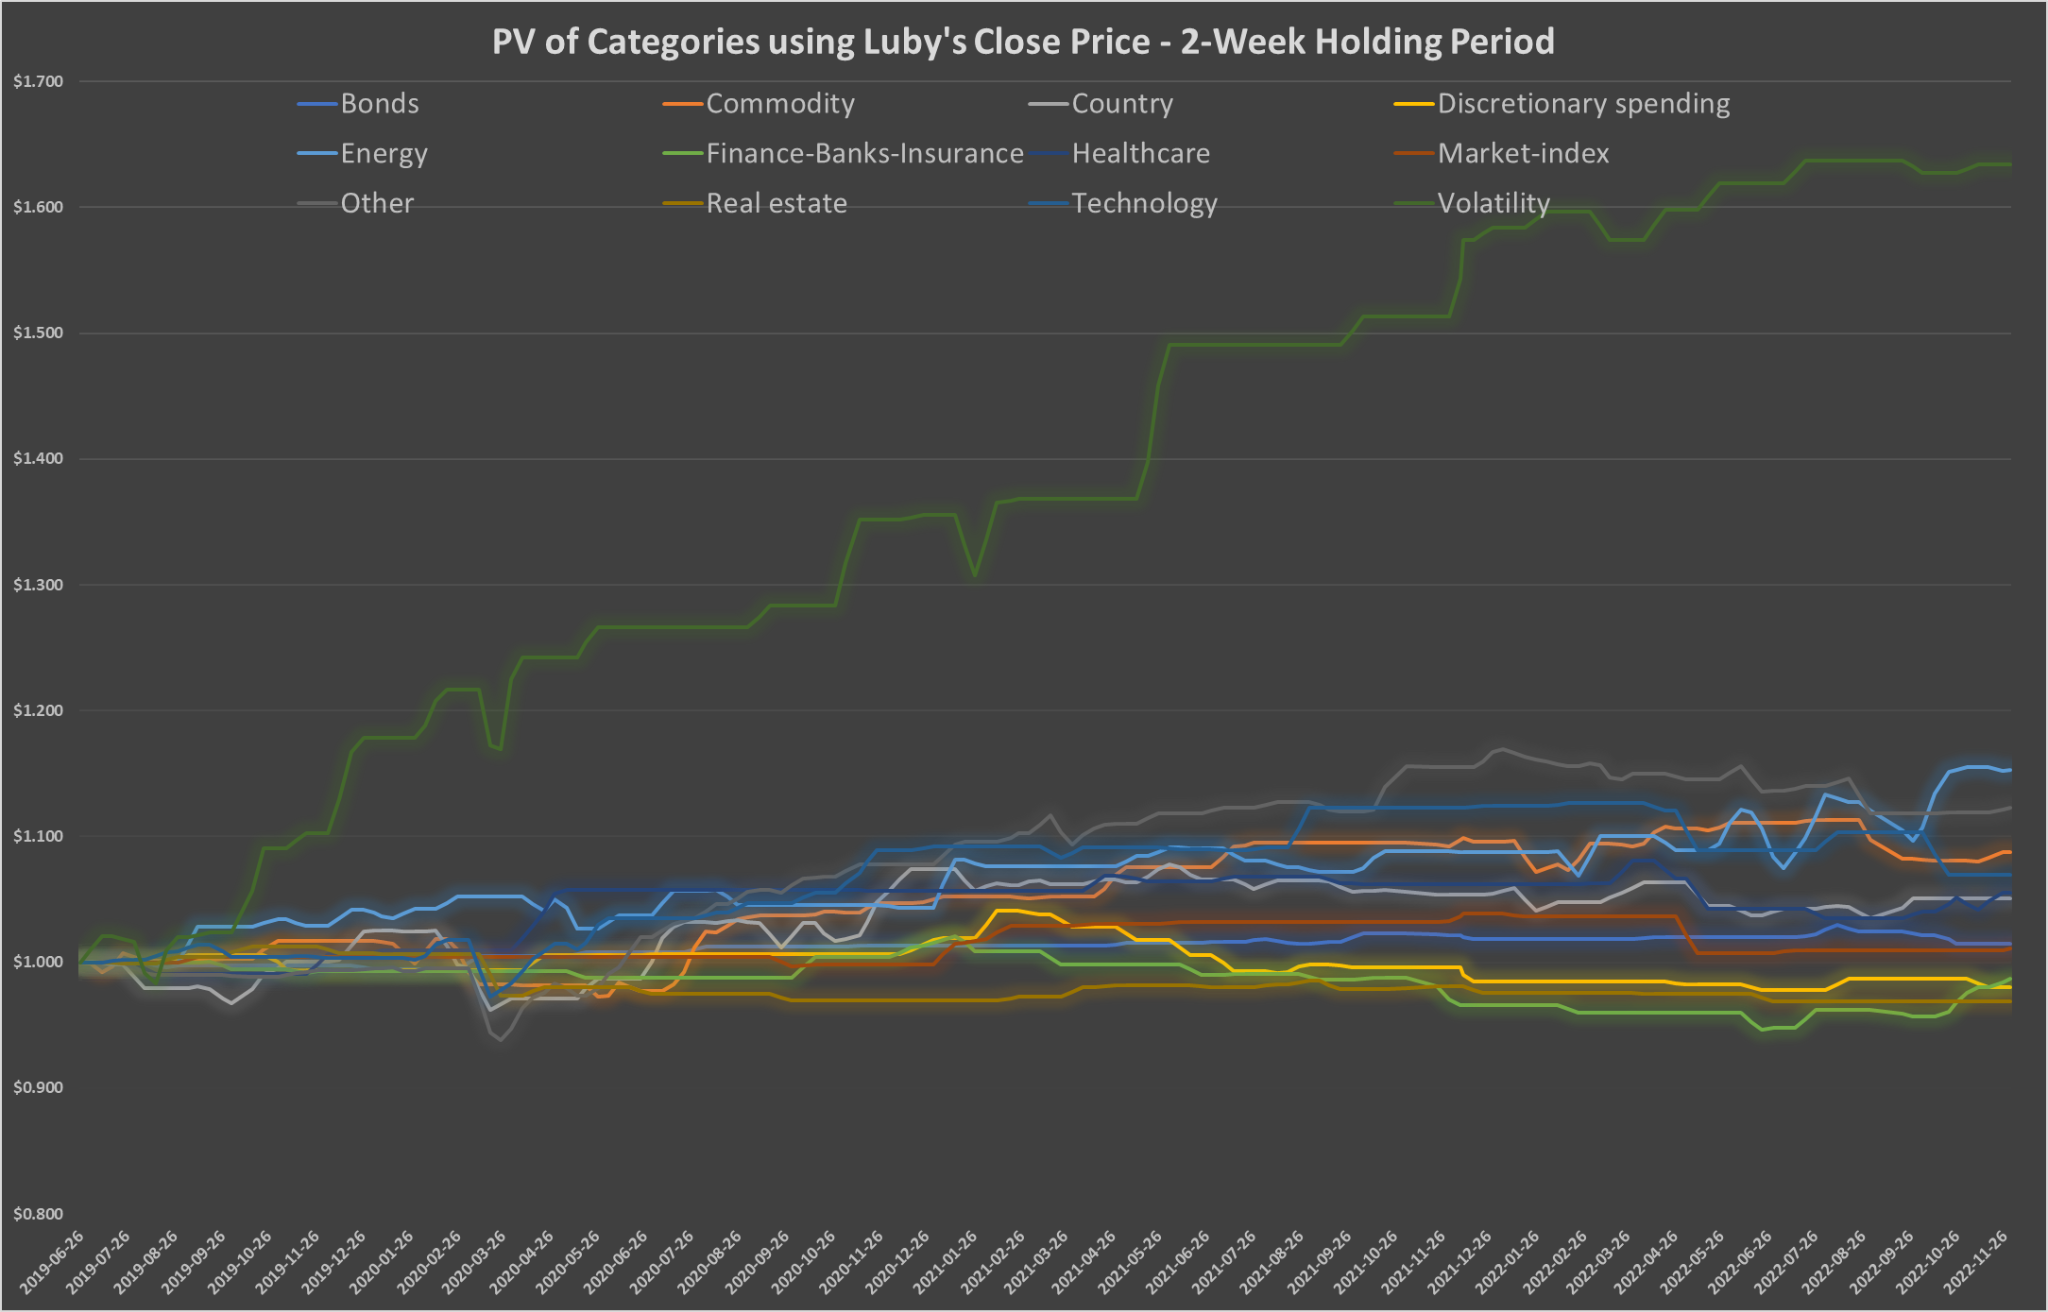 PV of Categories using Luby's Close Price - 2-Week Holding Period
$1.700
Bonds Commodity Country Discretionary spending
Energy Finance-Banks-Insurance Healthcare Market-index
Other Real estate Technology Volatility
$1.600
$1.500
$1.400
$1.300
$1.200
$1.100
$1.000
$0.900
$0.800
2019-06-26 2019-07-26 2019-08-26 2019-09-26 2019-10-26 2019-11-26 2019-12-26 2020-01-26 2020-02-26 2020-03-26 2020-04-26 2020-05-26 2020-06-26 2020-07-26 2020-08-26 2020-09-26 2020-10-26 2020-11-26 2020-12-26 2021-01-26 2021-02-26 2021-03-26 2021-04-26 2021-05-26 2021-06-26 2021-07-26 2021-08-26 2021-09-26 2021-10-26 2021-11-26 2021-12-26 2022-01-26 2022-02-26 2022-03-26 2022-04-26 2022-05-26 2022-06-26 2022-07-26 2022-08-26 2022-09-26 2022-10-26 2022-11-26